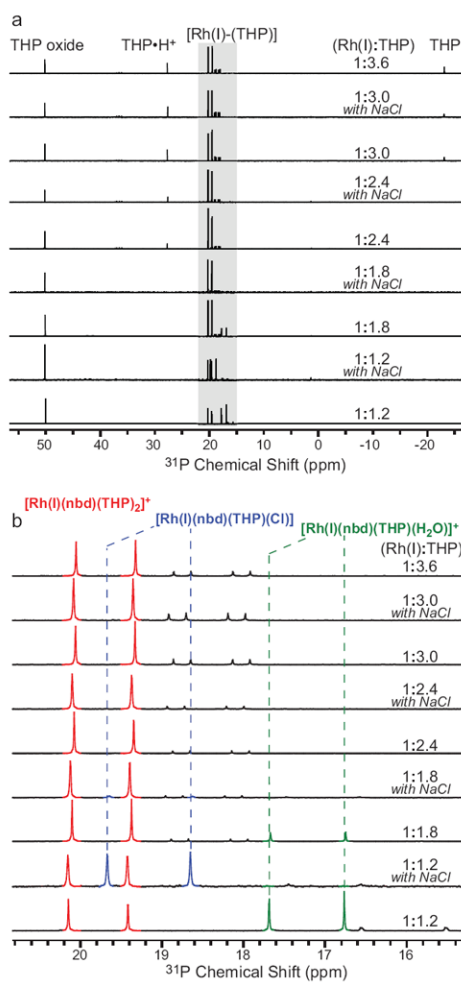 a
[Rh(I)-(THP)]
THP oxide THP•H⁺ (Rh(I):THP) THP
1:3.6
1:3.0
with NaCl
1:3.0
1:2.4
with NaCl
1:2.4
1:1.8
with NaCl
1:1.8
1:1.2
with NaCl
1:1.2
50 40 30 20 10 0 -10 -20
³¹P Chemical Shift (ppm)
[Rh(I)(nbd)(THP)₂]⁺
b [Rh(I)(nbd)(THP)(Cl)]
[Rh(I)(nbd)(THP)(H₂O)]⁺
(Rh(I):THP)
1:3.6
1:3.0
with NaCl
1:3.0
1:2.4
with NaCl
1:2.4
1:1.8
with NaCl
1:1.8
1:1.2
with NaCl
1:1.2
20 19 18 17 16
³¹P Chemical Shift (ppm)